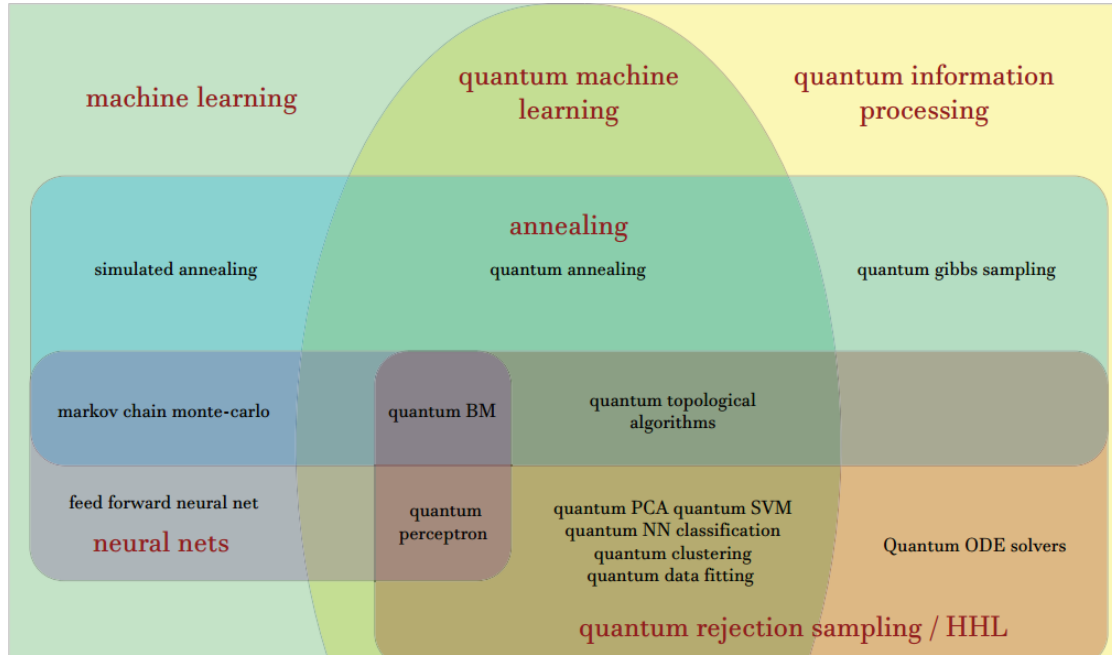 machine learning
quantum machine
learning
quantum information
processing
annealing
simulated annealing
quantum annealing
quantum gibbs sampling
markov chain monte-carlo
quantum BM
quantum topological
algorithms
feed forward neural net
neural nets
quantum
perceptron
quantum PCA quantum SVM
quantum NN classification
quantum clustering
quantum data fitting
Quantum ODE solvers
quantum rejection sampling / HHL